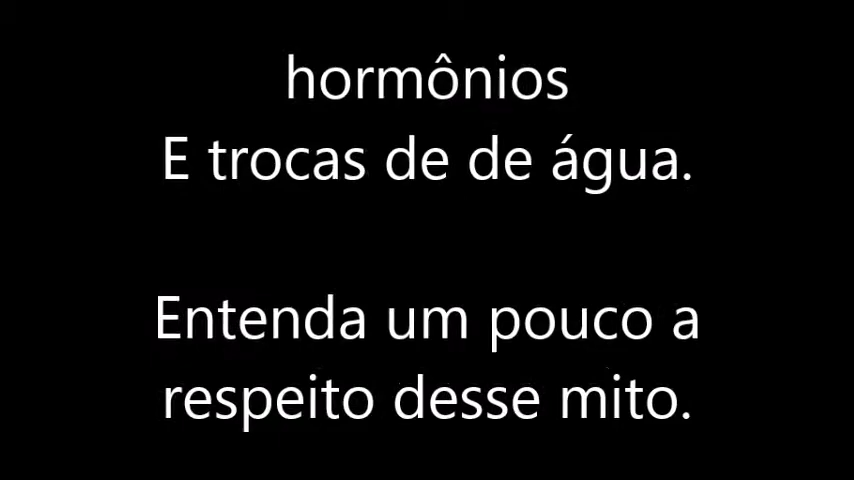 hormônios
E trocas de de água.
Entenda um pouco a
respeito desse mito.